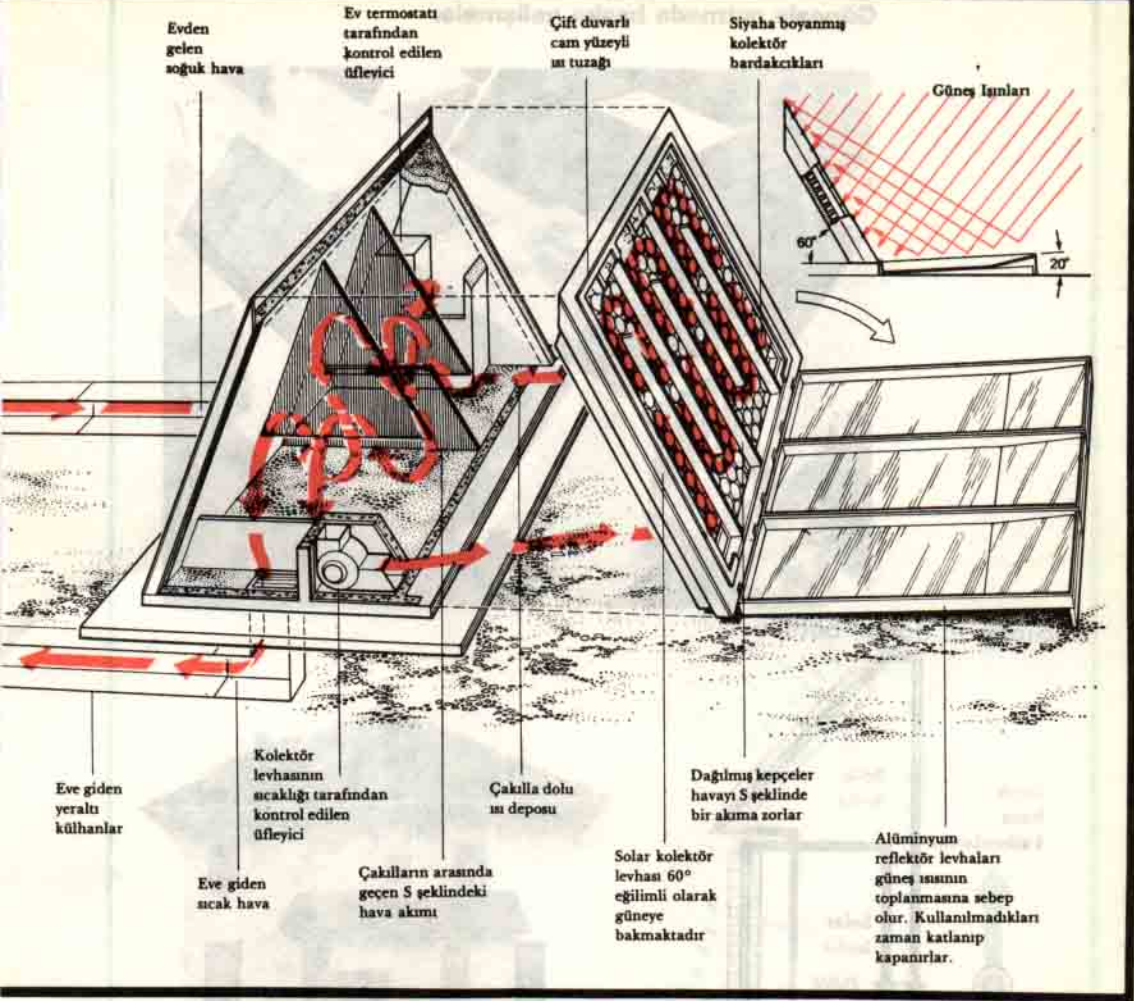 Evden
gelen
soğuk hava
Ev termostatı
tarafından
kontrol edilen
üfleyici
Çift duvarlı
cam yüzeyli
ısı tuzağı
Siyaha boyanmış
kolektör
bardakcıkları
Güneş Işınları
60°
20°
Eve giden
yeraltı
külhanlar
Eve giden
sıcak hava
Kolektör
levhasının
sıcaklığı tarafından
kontrol edilen
üfleyici
Çakılların arasında
geçen S şeklindeki
hava akımı
Çakılla dolu
ısı deposu
Solar kolektör
levhası 60°
eğilimli olarak
güneye
bakmaktadır
Dağılmış kepçeler
havayı S şeklinde
bir akıma zorlar
Alüminyum
reflektör levhaları
güneş ısısının
toplanmasına sebep
olur. Kullanılmadıkları
zaman katlanıp
kapanırlar.